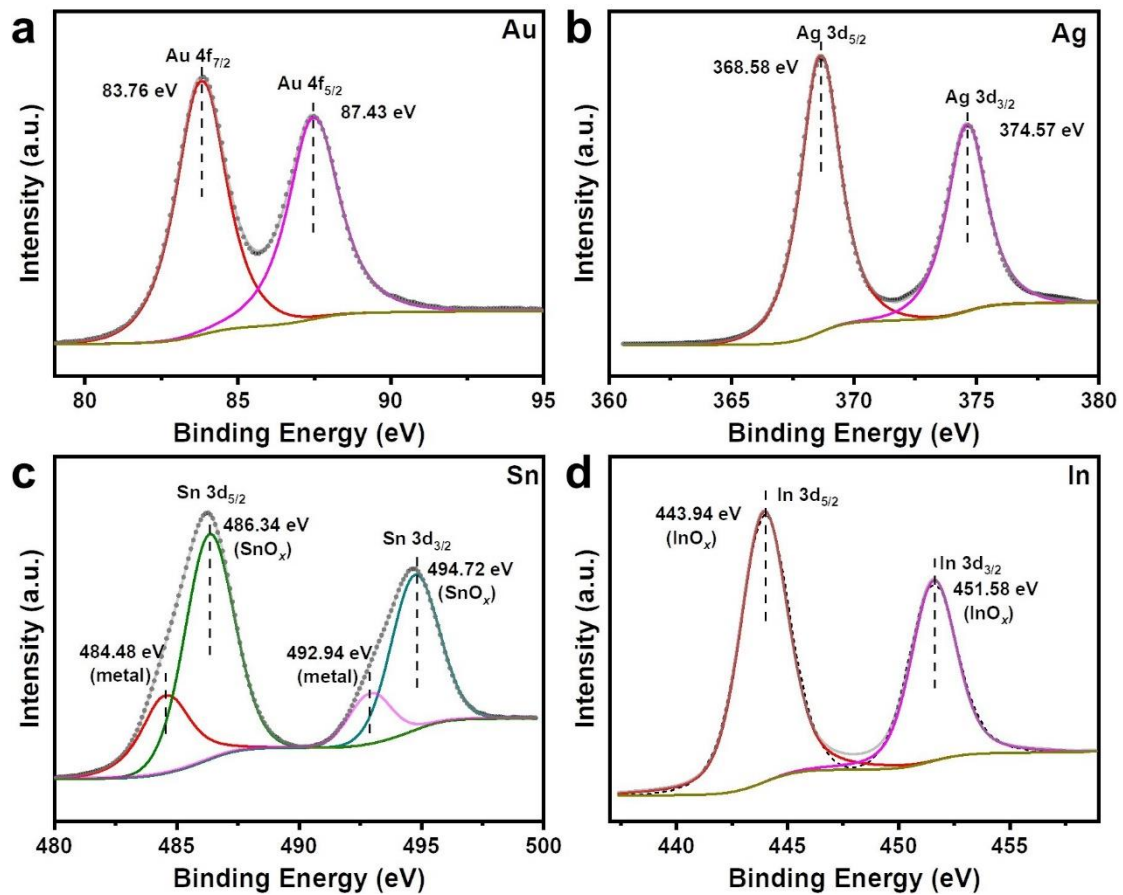 a
Au
Au 4f7/2
83.76 eV
Au 4f5/2
87.43 eV
Intensity (a.u.)
80 85 90 95
Binding Energy (eV)
b
Ag
Ag 3d5/2
368.58 eV
Ag 3d3/2
374.57 eV
Intensity (a.u.)
360 365 370 375 380
Binding Energy (eV)
c
Sn
Sn 3d5/2
486.34 eV
(SnOx)
Sn 3d3/2
494.72 eV
(SnOx)
484.48 eV
(metal)
492.94 eV
(metal)
Intensity (a.u.)
480 485 490 495 500
Binding Energy (eV)
d
In
In 3d5/2
443.94 eV
(InOx)
In 3d3/2
451.58 eV
(InOx)
Intensity (a.u.)
440 445 450 455
Binding Energy (eV)